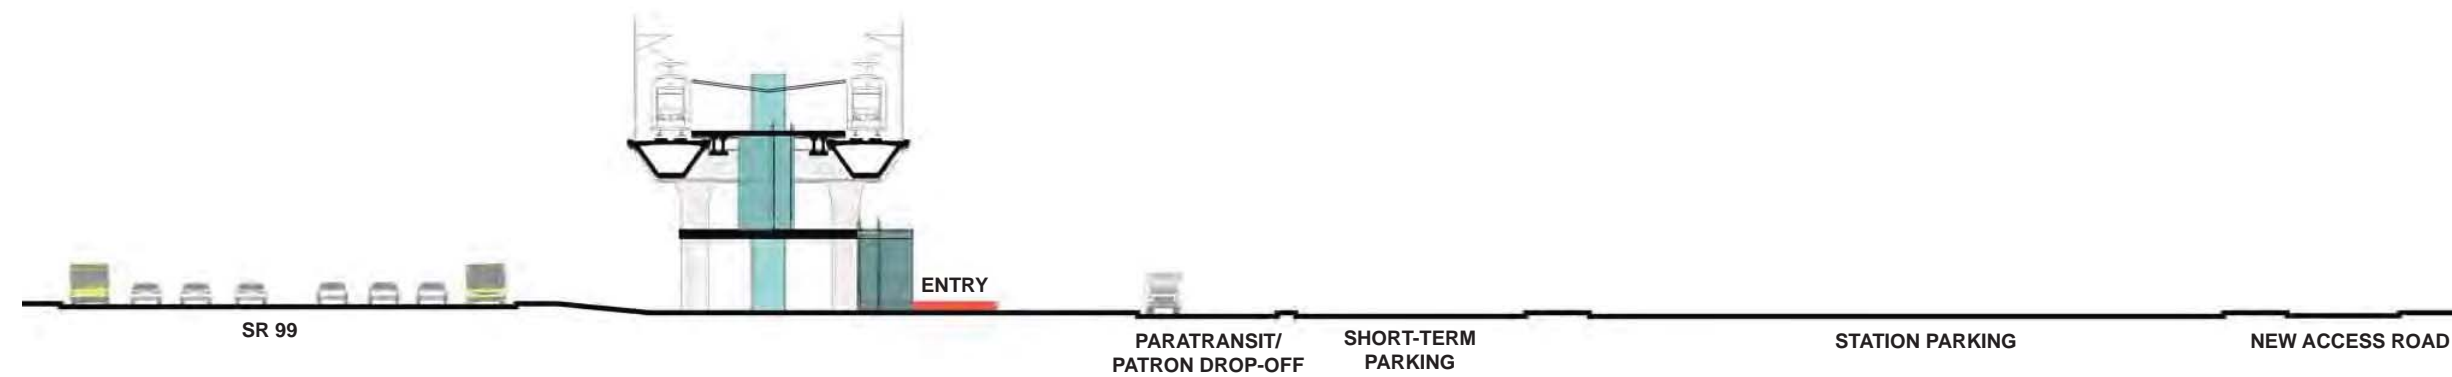 ENTRY
SR 99
PARATRANSIT/
PATRON DROP-OFF
SHORT-TERM
PARKING
STATION PARKING
NEW ACCESS ROAD